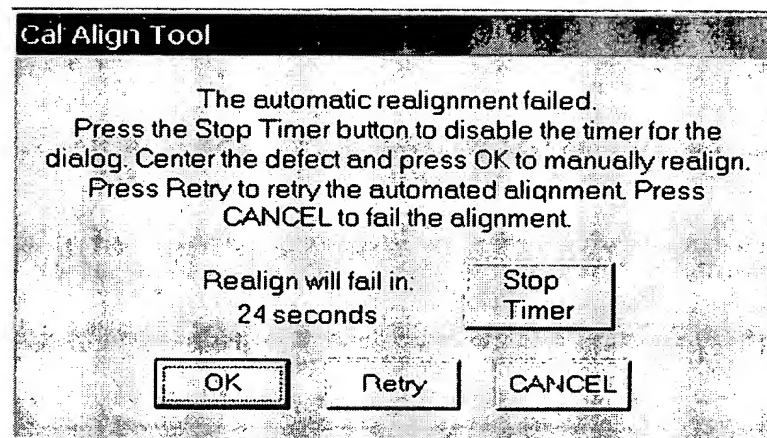 Cal Align Tool
The automatic realignment failed.
Press the Stop Timer button to disable the timer for the
dialog. Center the defect and press OK to manually realign.
Press Retry to retry the automated alignment. Press
CANCEL to fail the alignment.
Realign will fail in:
24 seconds
Stop
Timer
OK
Retry
CANCEL